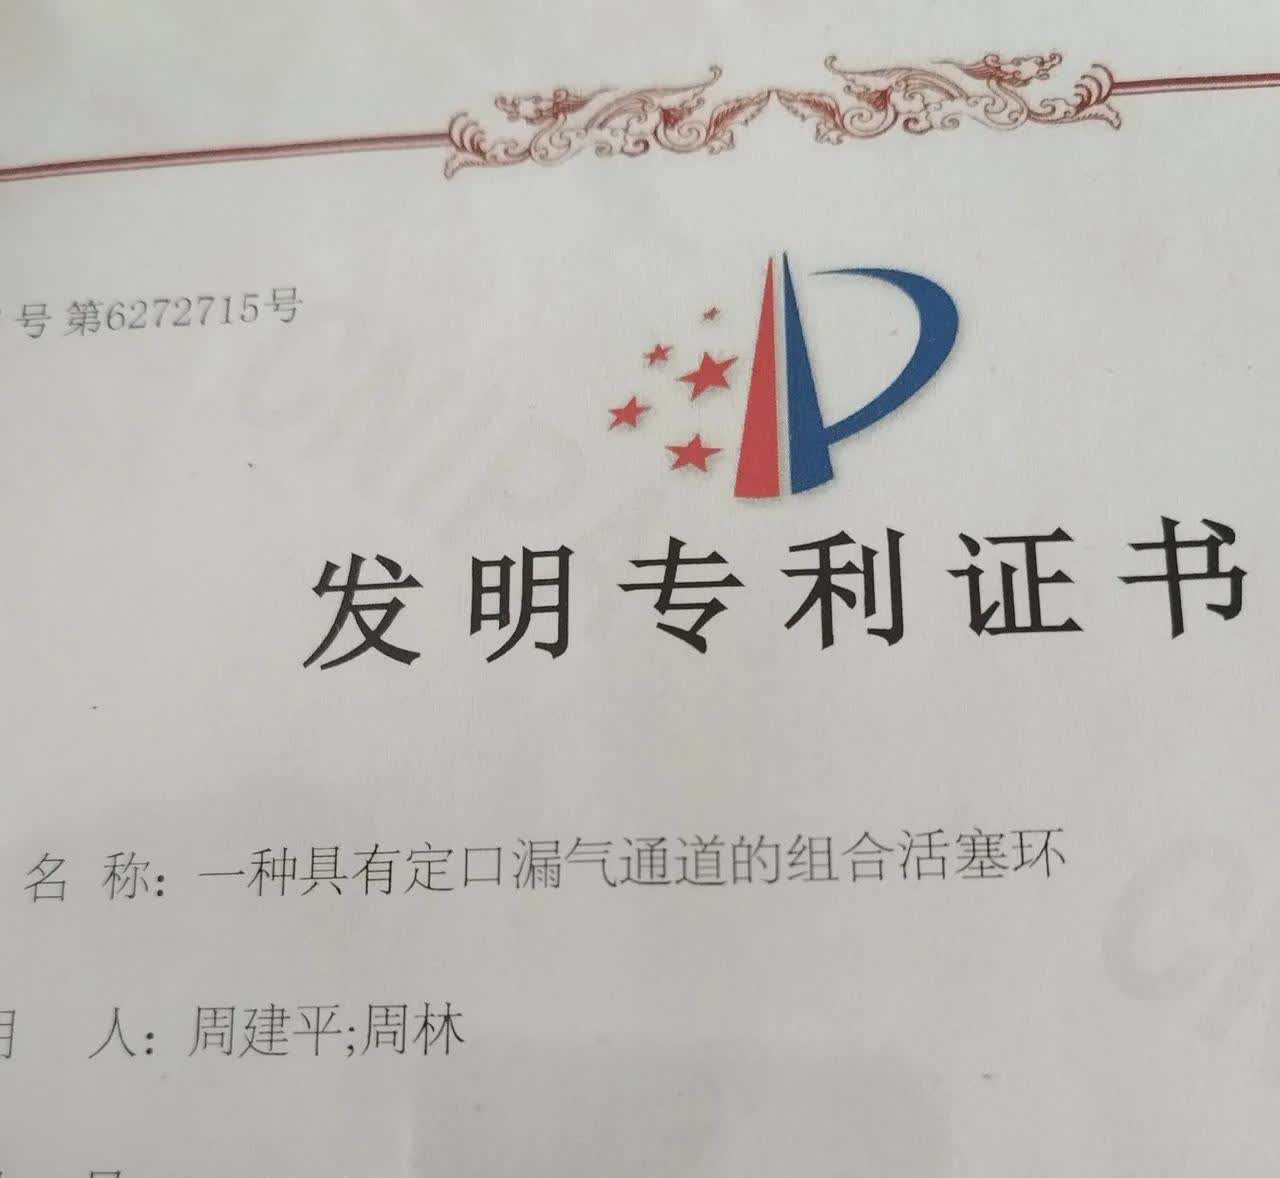 号 第6272715号
发明专利证书
名 称：一种具有定口漏气通道的组合活塞环
人：周建平;周林